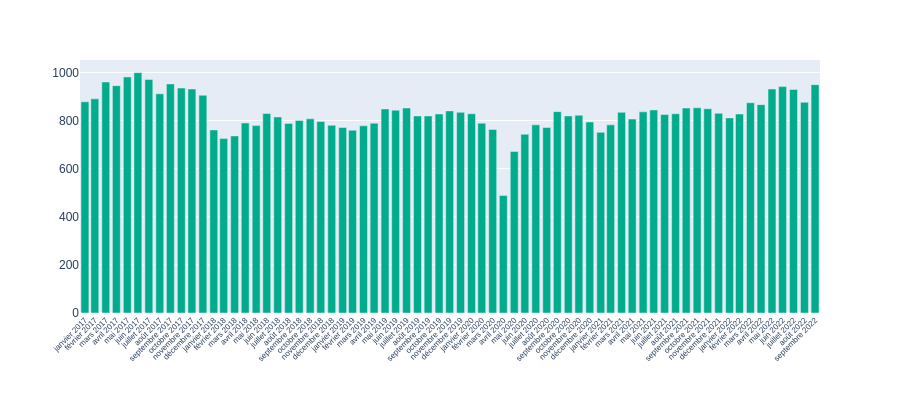 1000
800
600
400
200
0
janvier 2017
février 2017
mars 2017
avril 2017
mai 2017
juin 2017
juillet 2017
août 2017
septembre 2017
octobre 2017
novembre 2017
décembre 2017
janvier 2018
février 2018
mars 2018
avril 2018
mai 2018
juin 2018
juillet 2018
août 2018
septembre 2018
octobre 2018
novembre 2018
décembre 2018
janvier 2019
février 2019
mars 2019
avril 2019
mai 2019
juin 2019
juillet 2019
août 2019
septembre 2019
octobre 2019
novembre 2019
décembre 2019
janvier 2020
février 2020
mars 2020
avril 2020
mai 2020
juin 2020
juillet 2020
août 2020
septembre 2020
octobre 2020
novembre 2020
décembre 2020
janvier 2021
février 2021
mars 2021
avril 2021
mai 2021
juin 2021
juillet 2021
août 2021
septembre 2021
octobre 2021
novembre 2021
décembre 2021
janvier 2022
février 2022
mars 2022
avril 2022
mai 2022
juin 2022
juillet 2022
août 2022
septembre 2022